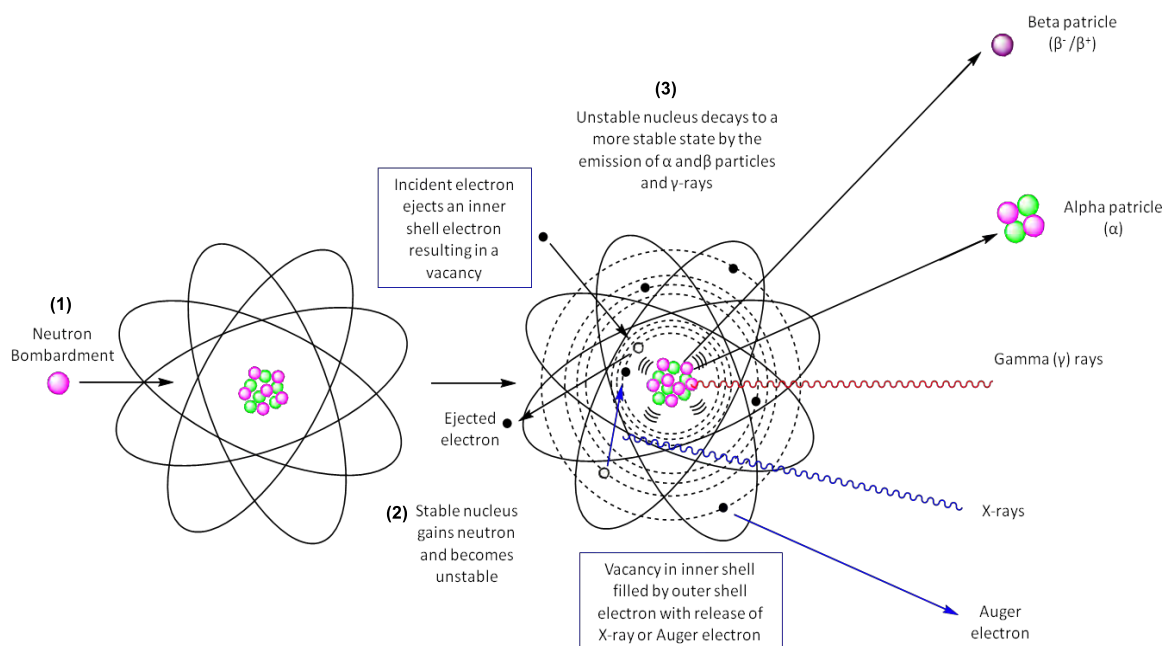 (1)
Neutron
Bombardment
(2)
Stable nucleus
gains neutron
and becomes
unstable
Incident electron
ejects an inner
shell electron
resulting in a
vacancy
Ejected
electron
(3)
Unstable nucleus decays to a
more stable state by the
emission of α andβ particles
and γ-rays
Vacancy in inner shell
filled by outer shell
electron with release of
X-ray or Auger electron
Beta patricle
(β⁻/β⁺)
Alpha patricle
(α)
Gamma (γ) rays
X-rays
Auger
electron